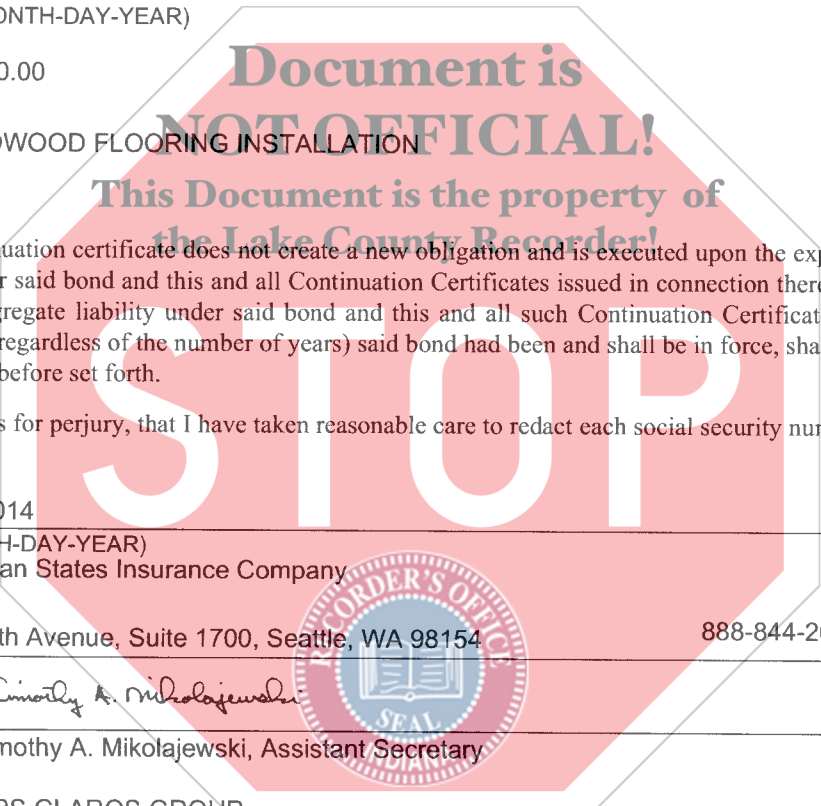 ONTH-DAY-YEAR)
0.00
Document is
NOT OFFICIAL!
WOOD FLOORING INSTALLATION
This Document is the property of
the Lake County Recorder!
uation certificate does not create a new obligation and is executed upon the exp
r said bond and this and all Continuation Certificates issued in connection there
regate liability under said bond and this and all such Continuation Certificat
regardless of the number of years) said bond had been and shall be in force, sha
before set forth.
s for perjury, that I have taken reasonable care to redact each social security nu
STOP
014
H-DAY-YEAR)
an States Insurance Company
RECORDER'S OFFICE
th Avenue, Suite 1700, Seattle, WA 98154
888-844-2
Timothy A. Mikolajewski
SEAL
mothy A. Mikolajewski, Assistant Secretary
INDIANA